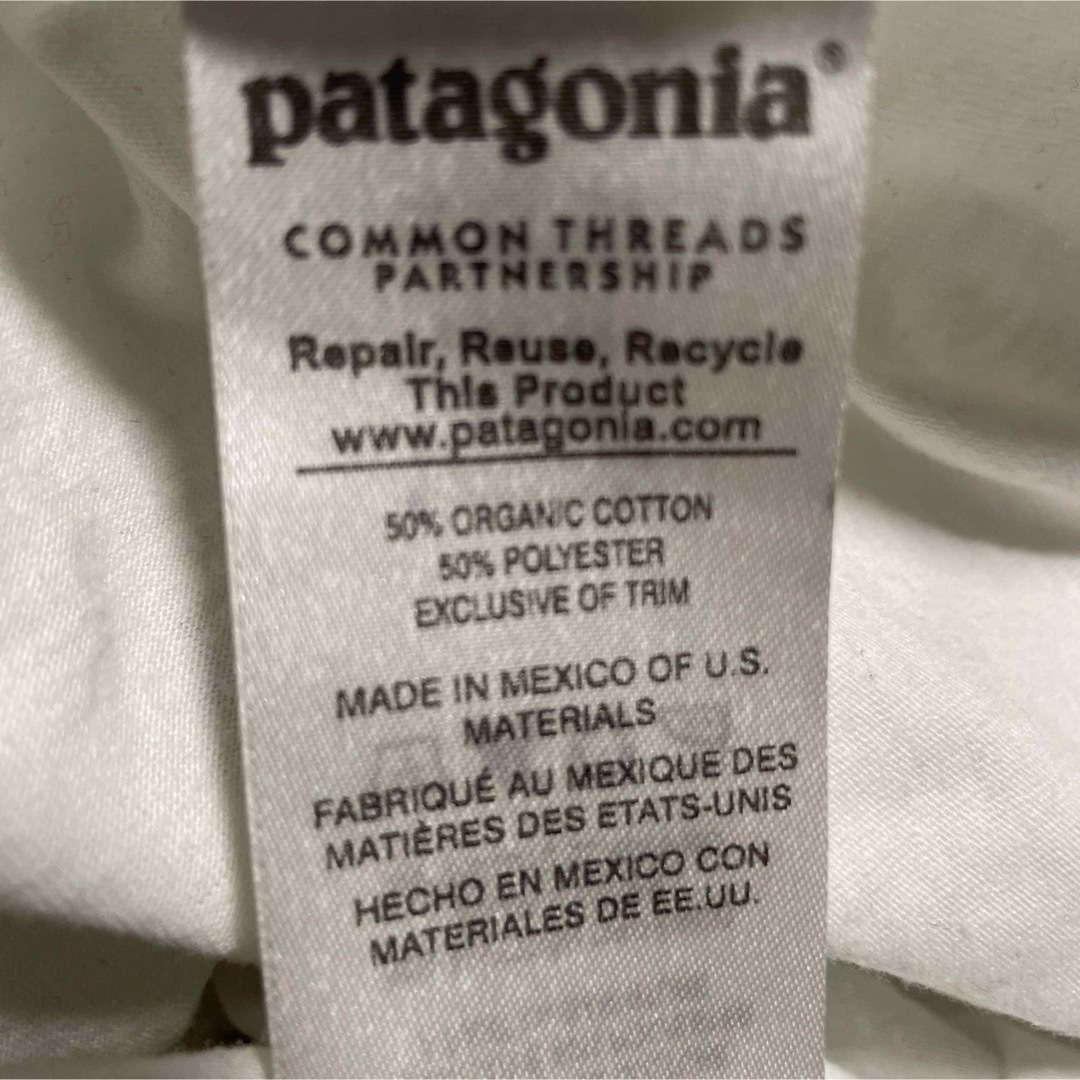 patagonia®
COMMON THREADS
PARTNERSHIP
Repair, Reuse, Recycle
This Product
www.patagonia.com
50% ORGANIC COTTON
50% POLYESTER
EXCLUSIVE OF TRIM
MADE IN MEXICO OF U.S.
MATERIALS
FABRIQUÉ AU MEXIQUE DES
MATIÈRES DES ETATS-UNIS
HECHO EN MEXICO CON
MATERIALES DE EE.UU.